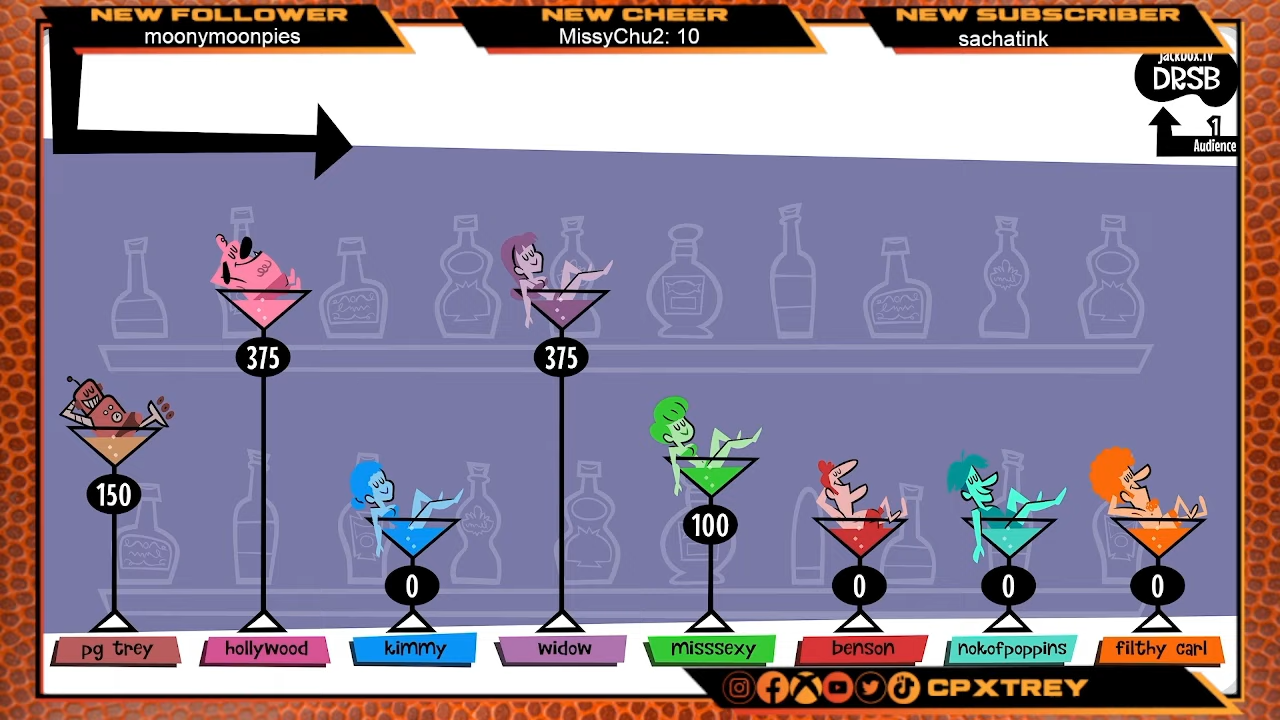 NEW FOLLOWER
moonymoonpies
NEW CHEER
MissyChu2: 10
NEW SUBSCRIBER
sachatink
jackbox.tv
DRSB
1
Audience
375
375
150
100
0
0
0
0
pg trey
hollywood
kimmy
widow
misssexy
benson
nokofpoppins
filthy carl
CPXTREY